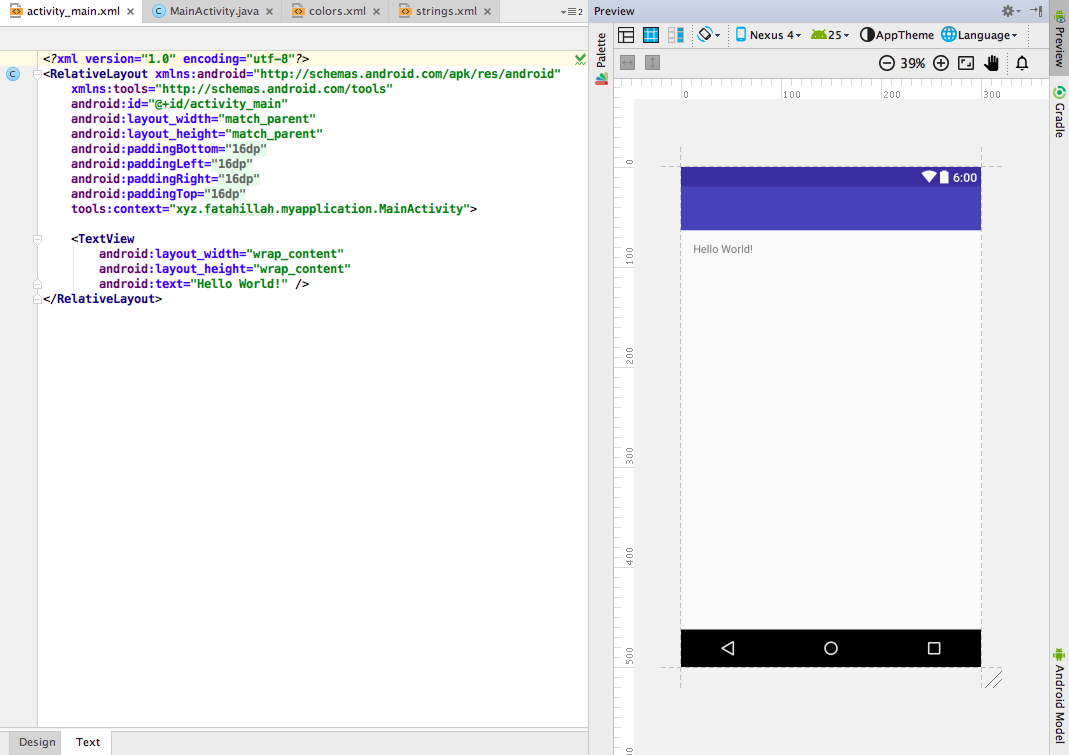 activity_main.xml
MainActivity.java
colors.xml
strings.xml
2
Preview
<?xml version="1.0" encoding="utf-8"?>
<RelativeLayout xmlns:android="http://schemas.android.com/apk/res/android"
xmlns:tools="http://schemas.android.com/tools"
android:id="@+id/activity_main"
android:layout_width="match_parent"
android:layout_height="match_parent"
android:paddingBottom="16dp"
android:paddingLeft="16dp"
android:paddingRight="16dp"
android:paddingTop="16dp"
tools:context="xyz.fatahillah.myapplication.MainActivity">
<TextView
android:layout_width="wrap_content"
android:layout_height="wrap_content"
android:text="Hello World!" />
</RelativeLayout>
C
Design
Text
Palette
Nexus 4
25
AppTheme
Language
39%
0
100
200
300
0
100
200
300
400
500
6:00
Hello World!
Preview
Gradle
Android Model